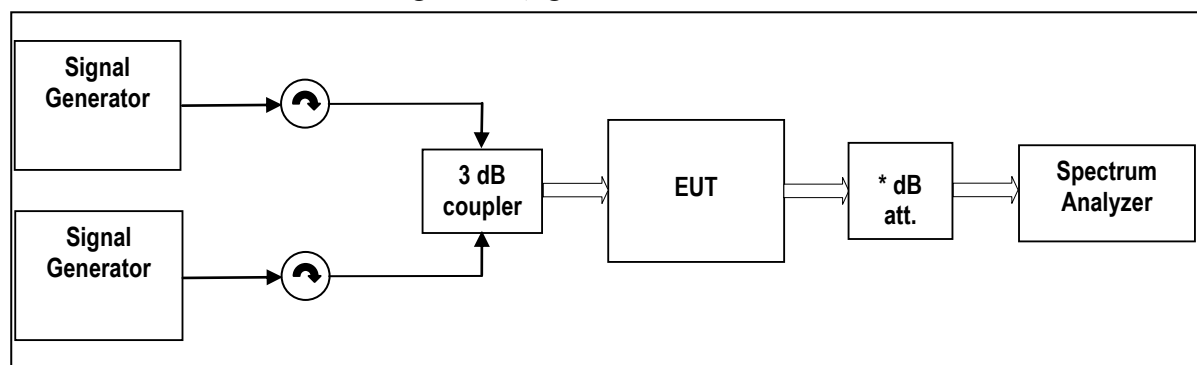 Signal
Generator
3 dB
coupler
EUT
* dB
att.
Spectrum
Analyzer
Signal
Generator